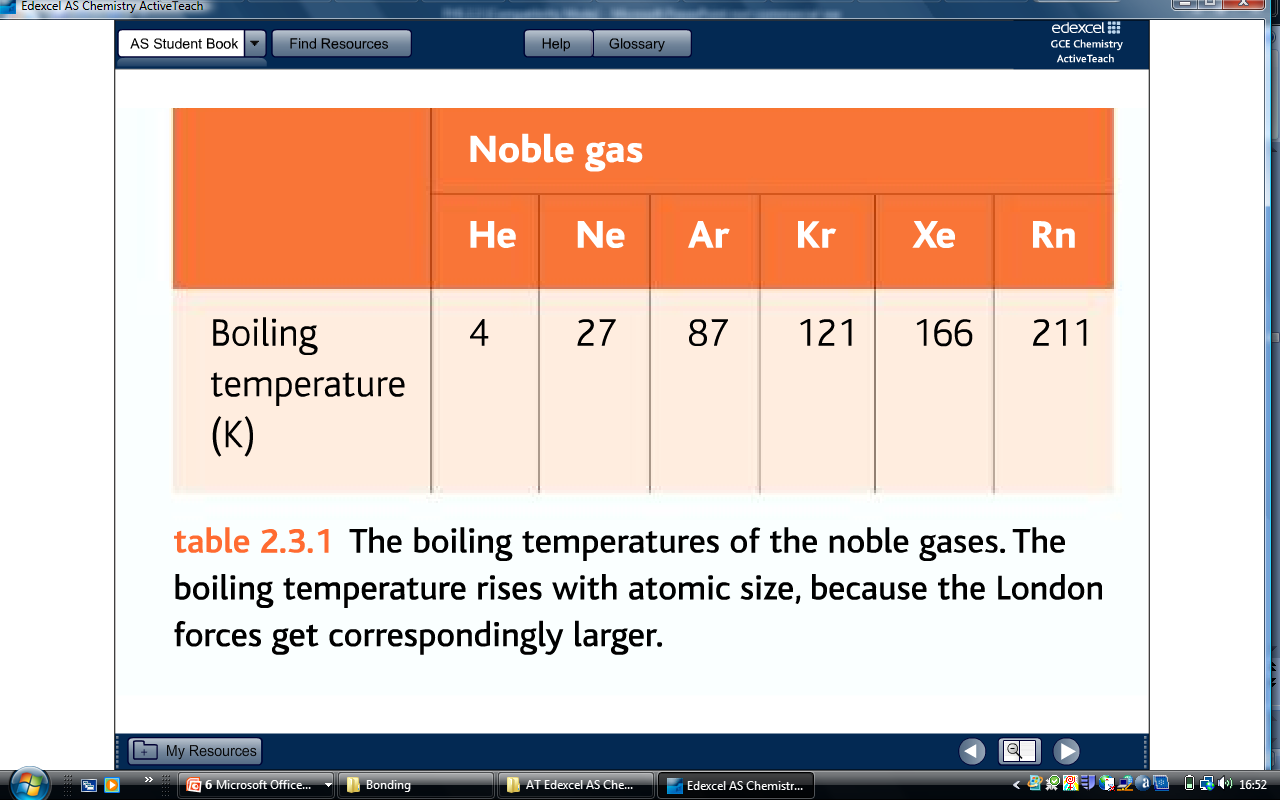 Edexcel AS Chemistry ActiveTeach
AS Student Book
Find Resources
Help
Glossary
edexcel
GCE Chemistry
ActiveTeach
Noble gas
He Ne Ar Kr Xe Rn
Boiling temperature (K) 4 27 87 121 166 211
table 2.3.1 The boiling temperatures of the noble gases. The
boiling temperature rises with atomic size, because the London
forces get correspondingly larger.
My Resources
6 Microsoft Office...
Bonding
AT Edexcel AS Che...
Edexcel AS Chemistr...
16:52